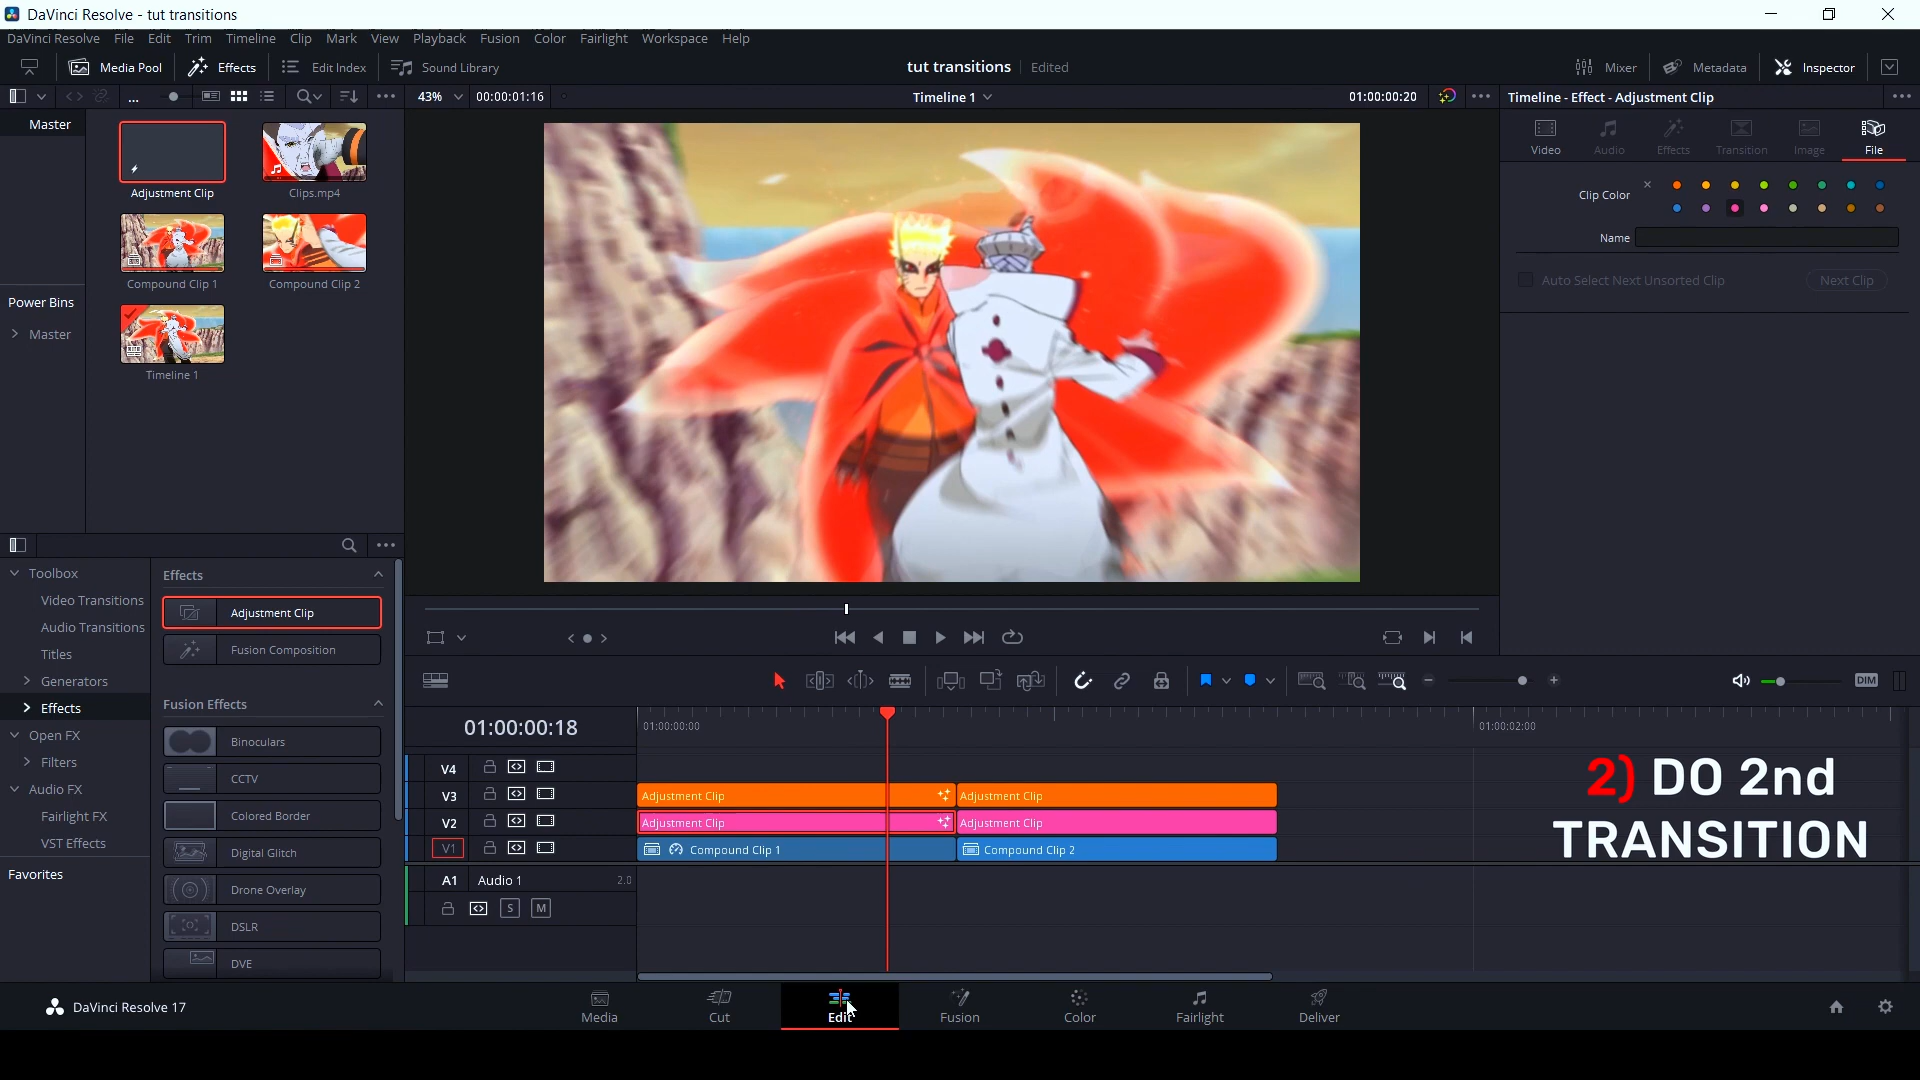 DaVinci Resolve - tut transitions
DaVinci Resolve File Edit Trim Timeline Clip Mark View Playback Fusion Color Fairlight Workspace Help
Media Pool Effects Edit Index Sound Library tut transitions Edited Mixer Metadata Inspector
43% 00:00:01:16 Timeline 1 01:00:00:20 Timeline - Effect - Adjustment Clip
Master
Video Audio Effects Transition Image File
Adjustment Clip Clips.mp4
Clip Color
Name
Compound Clip 1 Compound Clip 2
Auto Select Next Unsorted Clip Next Clip
Power Bins
Master
Timeline 1
Toolbox
Video Transitions
Audio Transitions
Titles
Generators
Effects
Open FX
Filters
Audio FX
Fairlight FX
VST Effects
Favorites
Effects
Adjustment Clip
Fusion Composition
Fusion Effects
Binoculars
CCTV
Colored Border
Digital Glitch
Drone Overlay
DSLR
DVE
DIM
01:00:00:18 01:00:00:00 01:00:02:00
V4
V3 Adjustment Clip Adjustment Clip
V2 Adjustment Clip Adjustment Clip
V1 Compound Clip 1 Compound Clip 2
A1 Audio 1 2.0
S M
2) DO 2nd
TRANSITION
DaVinci Resolve 17 Media Cut Edit Fusion Color Fairlight Deliver